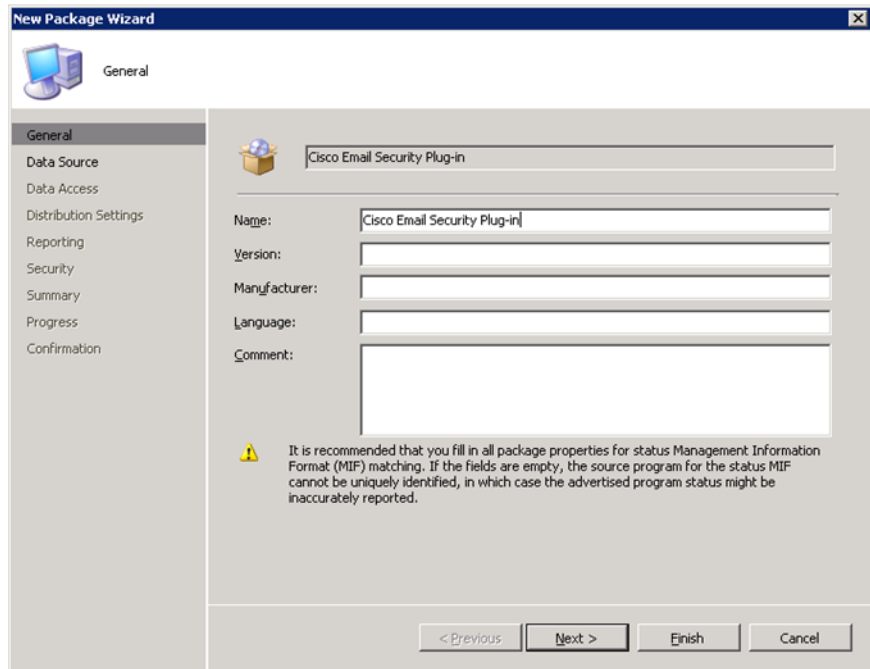 New Package Wizard
General
General
Data Source
Data Access
Distribution Settings
Reporting
Security
Summary
Progress
Confirmation
Cisco Email Security Plug-in
Name:
Cisco Email Security Plug-in
Version:
Manufacturer:
Language:
Comment:
It is recommended that you fill in all package properties for status Management Information
Format (MIF) matching. If the fields are empty, the source program for the status MIF
cannot be uniquely identified, in which case the advertised program status might be
inaccurately reported.
< Previous
Next >
Finish
Cancel